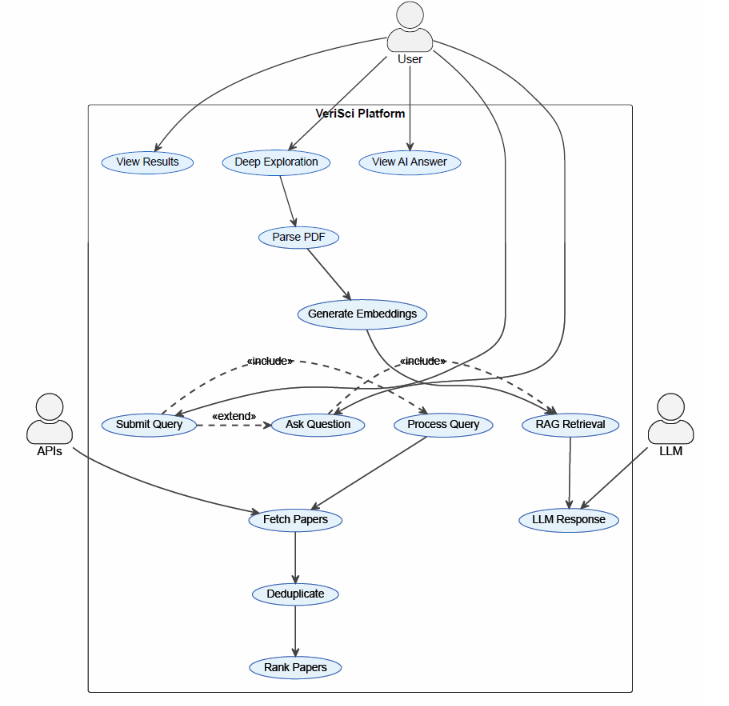 User
VeriSci Platform
View Results
Deep Exploration
View AI Answer
Parse PDF
Generate Embeddings
«include»
«include»
Submit Query
«extend»
Ask Question
Process Query
RAG Retrieval
APIs
LLM
Fetch Papers
LLM Response
Deduplicate
Rank Papers